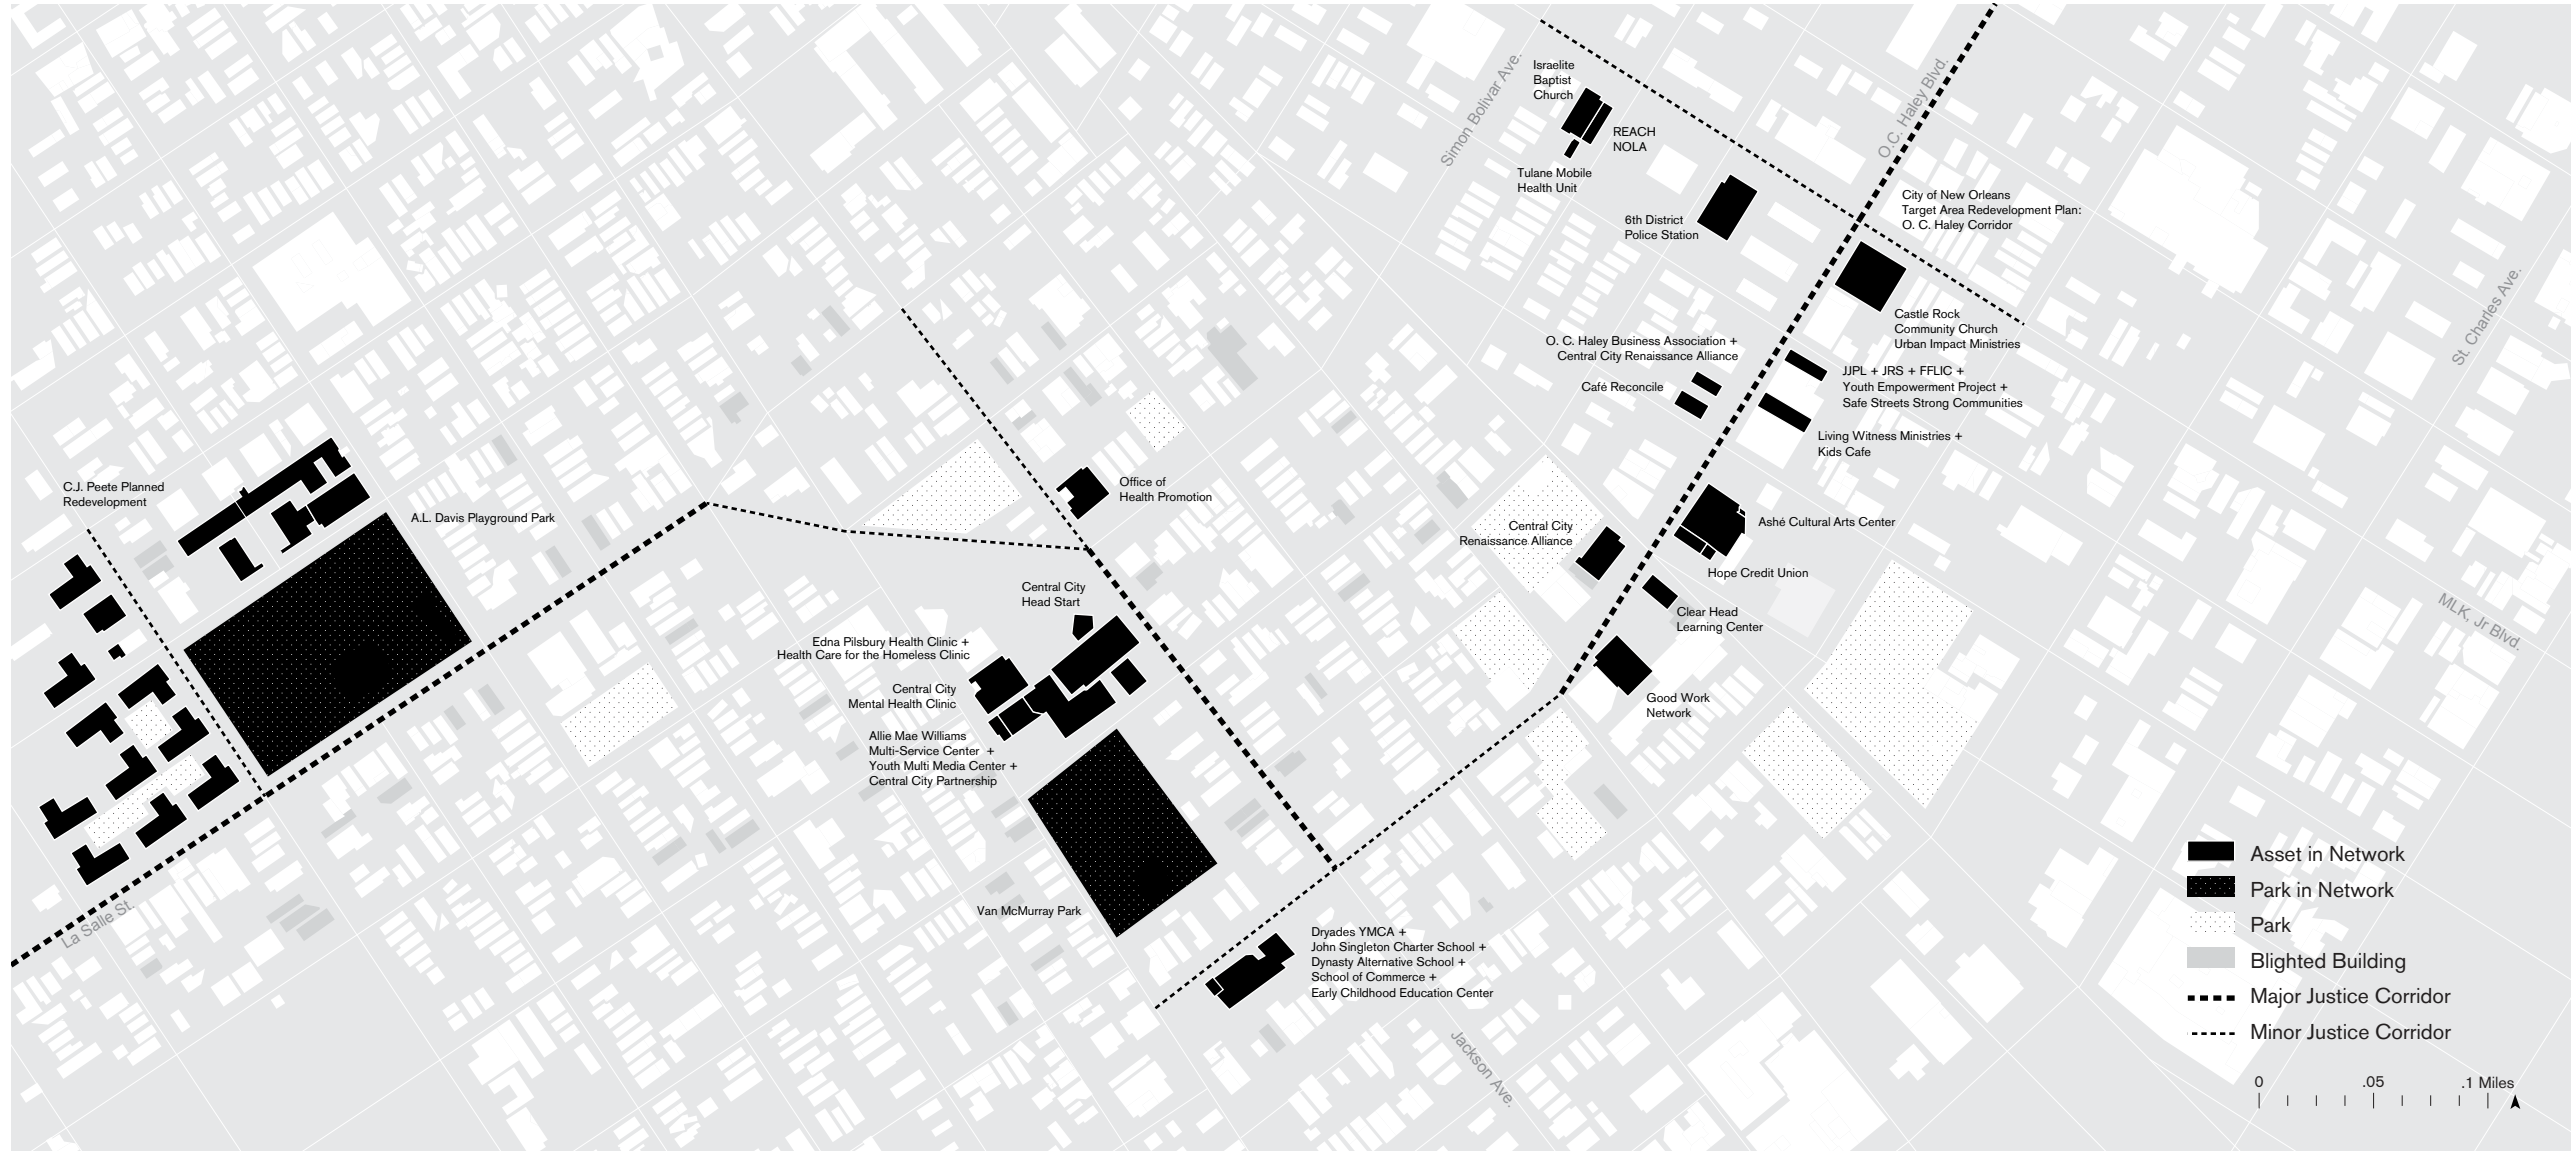 Israelite
Baptist
Church
Simon Bolivar Ave.
O.C. Haley Blvd.
REACH
NOLA
Tulane Mobile
Health Unit
6th District
Police Station
City of New Orleans
Target Area Redevelopment Plan:
O. C. Haley Corridor
St. Charles Ave.
Castle Rock
Community Church
Urban Impact Ministries
O. C. Haley Business Association +
Central City Renaissance Alliance
Café Reconcile
JJPL + JRS + FFLIC +
Youth Empowerment Project +
Safe Streets Strong Communities
Living Witness Ministries +
Kids Cafe
C.J. Peete Planned
Redevelopment
A.L. Davis Playground Park
Office of
Health Promotion
Central City
Renaissance Alliance
Ashé Cultural Arts Center
Hope Credit Union
Clear Head
Learning Center
MLK, Jr Blvd.
Central City
Head Start
Edna Pilsbury Health Clinic +
Health Care for the Homeless Clinic
Central City
Mental Health Clinic
Good Work
Network
Allie Mae Williams
Multi-Service Center +
Youth Multi Media Center +
Central City Partnership
La Salle St.
Van McMurray Park
Dryades YMCA +
John Singleton Charter School +
Dynasty Alternative School +
School of Commerce +
Early Childhood Education Center
Jackson Ave.
Asset in Network
Park in Network
Park
Blighted Building
Major Justice Corridor
Minor Justice Corridor
0 .05 .1 Miles